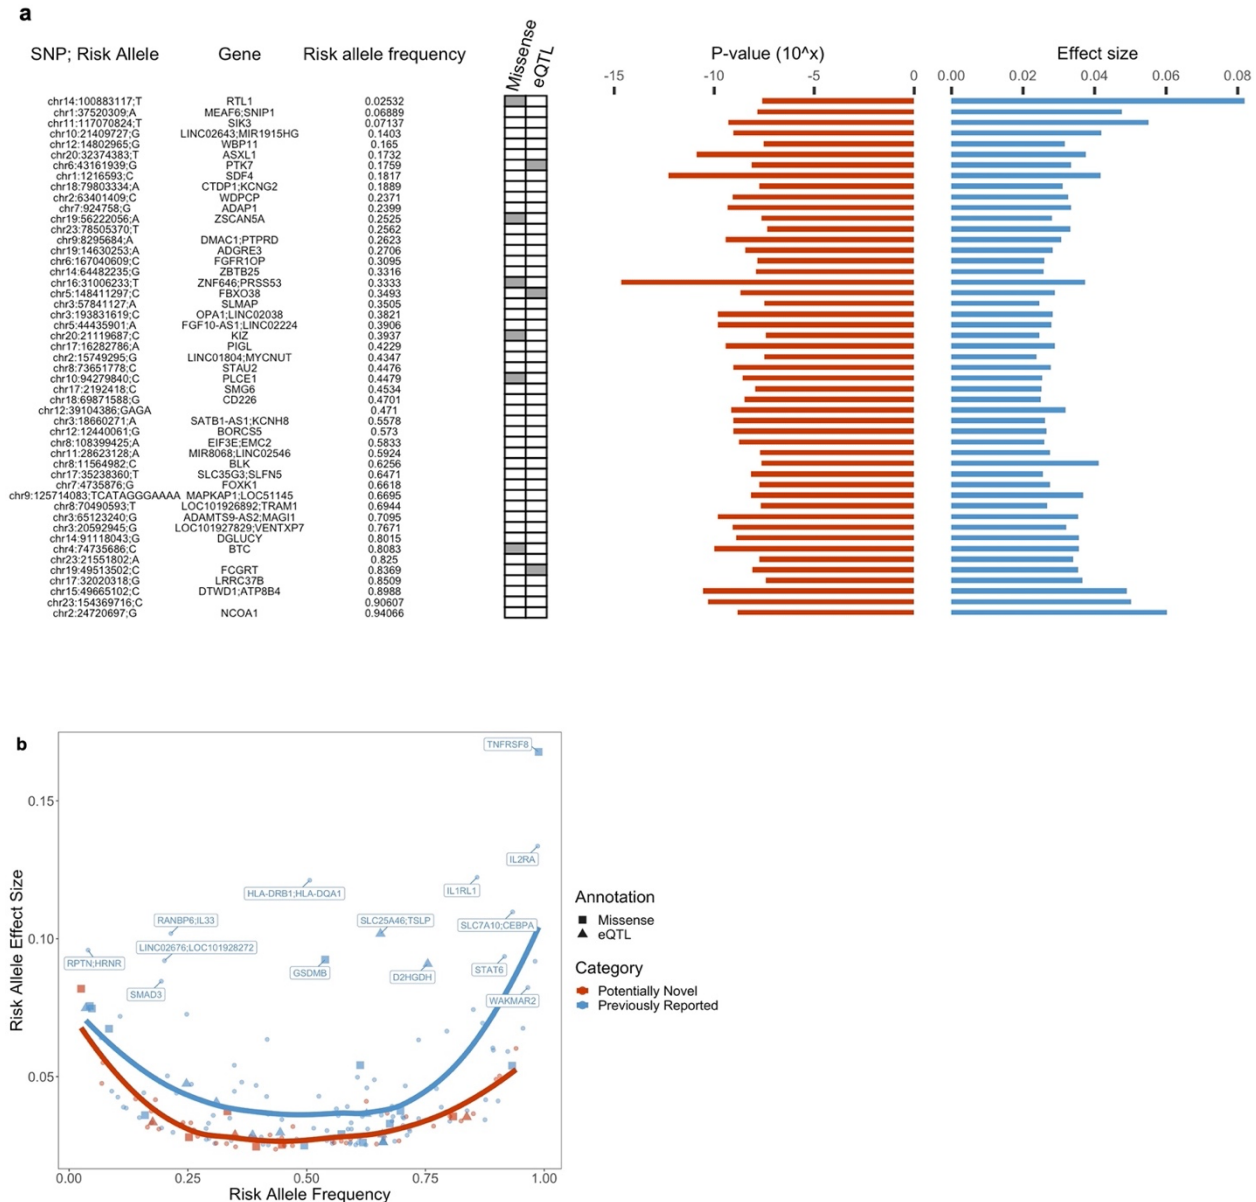 a
SNP; Risk Allele Gene Risk allele frequency Missense eQTL P-value (10^x) Effect size
-15 -10 -5 0 0.00 0.02 0.04 0.06 0.08
chr14:100883117;T RTL1 0.02532
chr1:37520309;A MEAF6;SNIP1 0.06889
chr11:117070824;T SIK3 0.07137
chr10:21409727;G LINC02643;MIR1915HG 0.1403
chr12:14802965;G WBP11 0.165
chr20:32374383;T ASXL1 0.1732
chr6:43161939;G PTK7 0.1759
chr1:1216593;C SDF4 0.1817
chr18:79803334;A CTDP1;KCNG2 0.1889
chr2:63401409;C WDPCP 0.2371
chr7:924758;G ADAP1 0.2399
chr19:56222056;A ZSCAN5A 0.2525
chr23:78505370;T 0.2562
chr9:8295684;A DMAC1;PTPRD 0.2623
chr19:14630253;A ADGRE3 0.2706
chr6:167040609;C FGFR1OP 0.3095
chr14:64482235;G ZBTB25 0.3316
chr16:31006233;T ZNF646;PRSS53 0.3333
chr5:148411297;C FBXO38 0.3493
chr3:57841127;A SLMAP 0.3505
chr3:193831619;C OPA1;LINC02038 0.3821
chr5:44435901;A FGF10-AS1;LINC02224 0.3906
chr20:21119687;C KIZ 0.3937
chr17:16282786;A PIGL 0.4229
chr2:15749295;G LINC01804;MYCNUT 0.4347
chr8:73651778;C STAU2 0.4476
chr10:94279840;C PLCE1 0.4479
chr17:2192418;C SMG6 0.4534
chr18:69871588;G CD226 0.4701
chr12:39104386;GAGA 0.471
chr3:18660271;A SATB1-AS1;KCNH8 0.5578
chr12:12440061;G BORCS5 0.573
chr8:108399425;A EIF3E;EMC2 0.5833
chr11:28623128;A MIR8068;LINC02546 0.5924
chr8:11564982;C BLK 0.6256
chr17:35238360;T SLC35G3;SLFN5 0.6471
chr7:4735876;G FOXK1 0.6618
chr9:125714083;TCATAGGGAAAA MAPKAP1;LOC51145 0.6695
chr8:70490593;T LOC101926892;TRAM1 0.6944
chr3:65123240;G ADAMTS9-AS2;MAGI1 0.7095
chr3:20592945;G LOC101927829;VENTXP7 0.7671
chr14:91118043;G DGLUCY 0.8015
chr4:74735686;C BTC 0.8083
chr23:21551802;A 0.825
chr19:49513502;C FCGRT 0.8369
chr17:32020318;G LRRC37B 0.8509
chr15:49665102;C DTWD1;ATP8B4 0.8988
chr23:154369716;C 0.90607
chr2:24720697;G NCOA1 0.94066
b
TNFRSF8
0.15
IL2RA
HLA-DRB1;HLA-DQA1 IL1RL1
RANBP6;IL33 SLC25A46;TSLP SLC7A10;CEBPA
0.10
LINC02676;LOC101928272
RPTN;HRNR GSDMB D2HGDH STAT6
SMAD3 WAKMAR2
0.05
Risk Allele Effect Size
0.00 0.25 0.50 0.75 1.00
Risk Allele Frequency
Annotation
Missense
eQTL
Category
Potentially Novel
Previously Reported